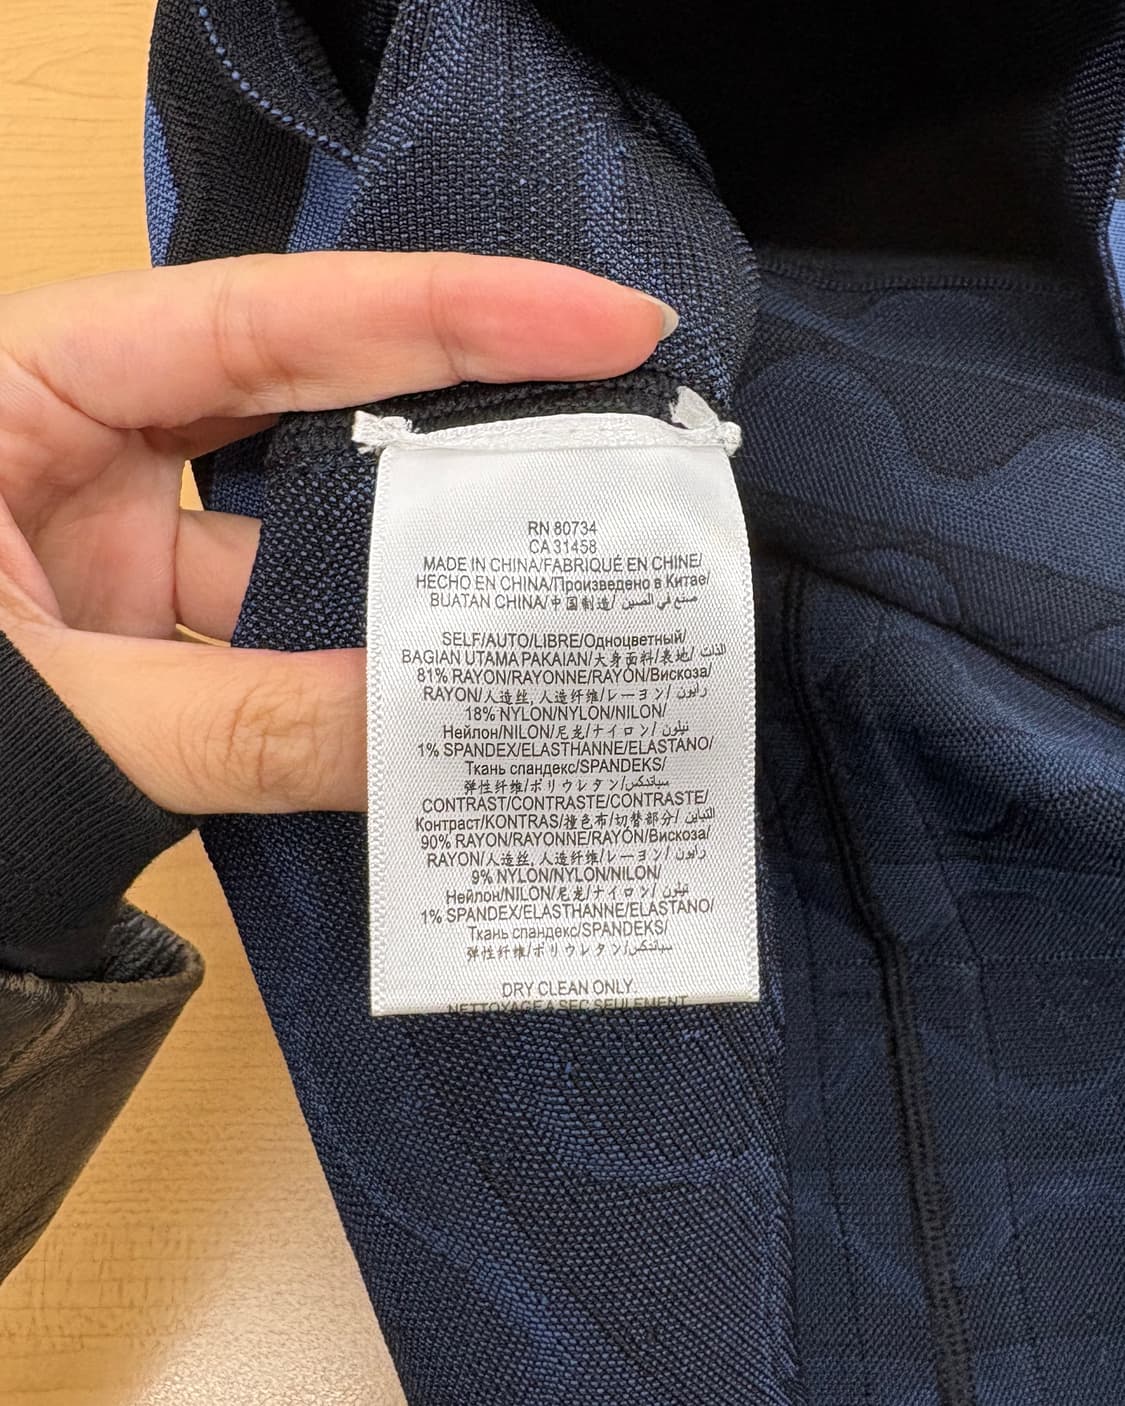 RN 80734
CA 31458
MADE IN CHINA/FABRIQUÉ EN CHINE/
HECHO EN CHINA/Произведено в Китае/
BUATAN CHINA/中国制造/ صنع في الصين
SELF/AUTO/LIBRE/Одноцветный/
BAGIAN UTAMA PAKAIAN/大身面料/表地/ الذات
81% RAYON/RAYONNE/RAYÓN/Вискоза/
RAYON/人造丝, 人造纤维/レーヨン/ رايون
18% NYLON/NYLON/NILON/
Нейлон/NILON/尼龙/ナイロン/ نيلون
1% SPANDEX/ELASTHANNE/ELASTANO/
Ткань спандекс/SPANDEKS/
弹性纤维/ポリウレタン/سباندكس
CONTRAST/CONTRASTE/CONTRASTE/
Контраст/KONTRAS/撞色布/切替部分/ التباين
90% RAYON/RAYONNE/RAYÓN/Вискоза/
RAYON/人造丝, 人造纤维/レーヨン/ رايون
9% NYLON/NYLON/NILON/
Нейлон/NILON/尼龙/ナイロン/ نيلون
1% SPANDEX/ELASTHANNE/ELASTANO/
Ткань спандекс/SPANDEKS/
弹性纤维/ポリウレタン/سباندكس
DRY CLEAN ONLY.
NETTOYAGE A SEC SEULEMENT